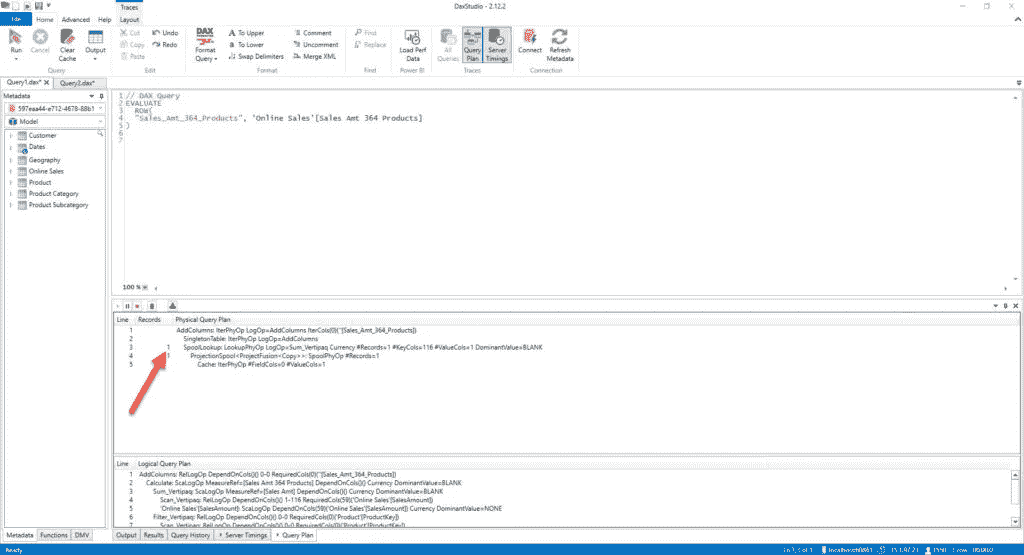 Traces
DaxStudio - 2.12.2
File
Home
Advanced
Help
Layout
Run
Cancel
Clear
Cache
Output
Query
Cut
Copy
Paste
Undo
Redo
Edit
DAX
FORMATTER
Format
Query
To Upper
To Lower
Swap Delimiters
Comment
Uncomment
Merge XML
Format
Find
Replace
Find
Load Perf
Data
Power BI
All
Queries
Query
Plan
Server
Timings
Traces
Connect
Refresh
Metadata
Connection
Query1.dax*
Query2.dax*
Metadata
597eaa44-e712-4678-88b1
Model
Customer
Dates
Geography
Online Sales
Product
Product Category
Product Subcategory
1 // DAX Query
2 EVALUATE
3 ROW(
4 "Sales_Amt_364_Products", 'Online Sales'[Sales Amt 364 Products]
5 )
6
7
100 %
Line Records Physical Query Plan
1 AddColumns: IterPhyOp LogOp=AddColumns IterCols(0)(''[Sales_Amt_364_Products])
2 SingletonTable: IterPhyOp LogOp=AddColumns
3 1 SpoolLookup: LookupPhyOp LogOp=Sum_Vertipaq Currency #Records=1 #KeyCols=116 #ValueCols=1 DominantValue=BLANK
4 1 ProjectionSpool<ProjectFusion<Copy>>: SpoolPhyOp #Records=1
5 Cache: IterPhyOp #FieldCols=0 #ValueCols=1
Line Logical Query Plan
1 AddColumns: RelLogOp DependOnCols()() 0-0 RequiredCols(0)(''[Sales_Amt_364_Products])
2 Calculate: ScaLogOp MeasureRef=[Sales Amt 364 Products] DependOnCols()() Currency DominantValue=BLANK
3 Sum_Vertipaq: ScaLogOp MeasureRef=[Sales Amt] DependOnCols()() Currency DominantValue=BLANK
4 Scan_Vertipaq: RelLogOp DependOnCols()() 1-116 RequiredCols(59)('Online Sales'[SalesAmount])
5 'Online Sales'[SalesAmount]: ScaLogOp DependOnCols(59)('Online Sales'[SalesAmount]) Currency DominantValue=NONE
6 Filter_Vertipaq: RelLogOp DependOnCols()() 0-0 RequiredCols(0)('Product'[ProductKey])
7 Scan_Vertipaq: RelLogOp DependOnCols()() 0-0 RequiredCols(0)('Product'[ProductKey])
Metadata
Functions
DMV
Output
Results
Query History
Server Timings
Query Plan
Ready